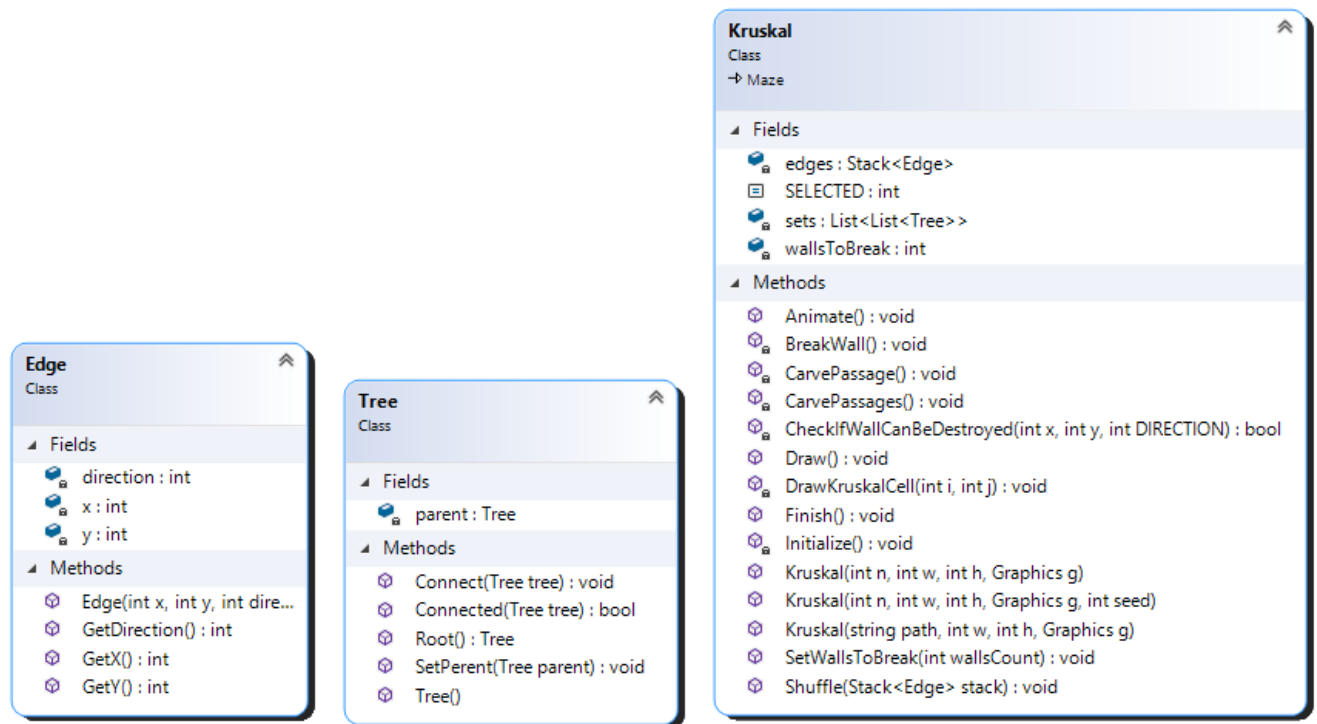 Edge
Class
Fields
direction : int
x : int
y : int
Methods
Edge(int x, int y, int dire...
GetDirection() : int
GetX() : int
GetY() : int
Tree
Class
Fields
parent : Tree
Methods
Connect(Tree tree) : void
Connected(Tree tree) : bool
Root() : Tree
SetPerent(Tree parent) : void
Tree()
Kruskal
Class
Maze
Fields
edges : Stack<Edge>
SELECTED : int
sets : List<List<Tree>>
wallsToBreak : int
Methods
Animate() : void
BreakWall() : void
CarvePassage() : void
CarvePassages() : void
CheckIfWallCanBeDestroyed(int x, int y, int DIRECTION) : bool
Draw() : void
DrawKruskalCell(int i, int j) : void
Finish() : void
Initialize() : void
Kruskal(int n, int w, int h, Graphics g)
Kruskal(int n, int w, int h, Graphics g, int seed)
Kruskal(string path, int w, int h, Graphics g)
SetWallsToBreak(int wallsCount) : void
Shuffle(Stack<Edge> stack) : void